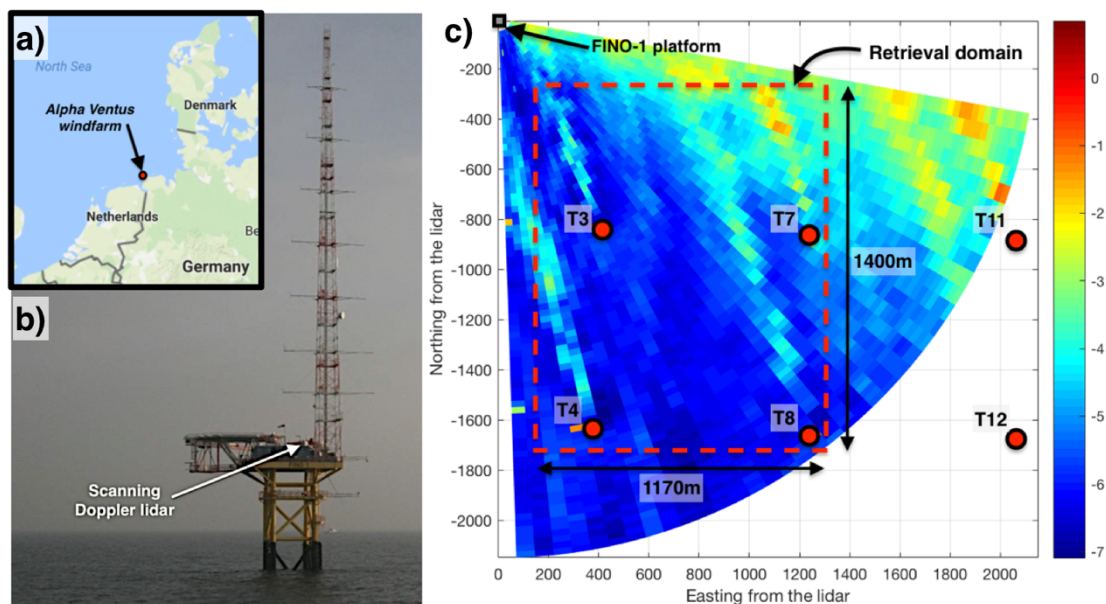 a)
North Sea
Denmark
Alpha Ventus
windfarm
Netherlands
Be
Germany
b)
Scanning
Doppler lidar
c)
FINO-1 platform
Retrieval domain
T3
T7
T11
1400m
T4
T8
T12
1170m
Northing from the lidar
-200
-400
-600
-800
-1000
-1200
-1400
-1600
-1800
-2000
0 200 400 600 800 1000 1200 1400 1600 1800 2000
Easting from the lidar
0
-1
-2
-3
-4
-5
-6
-7